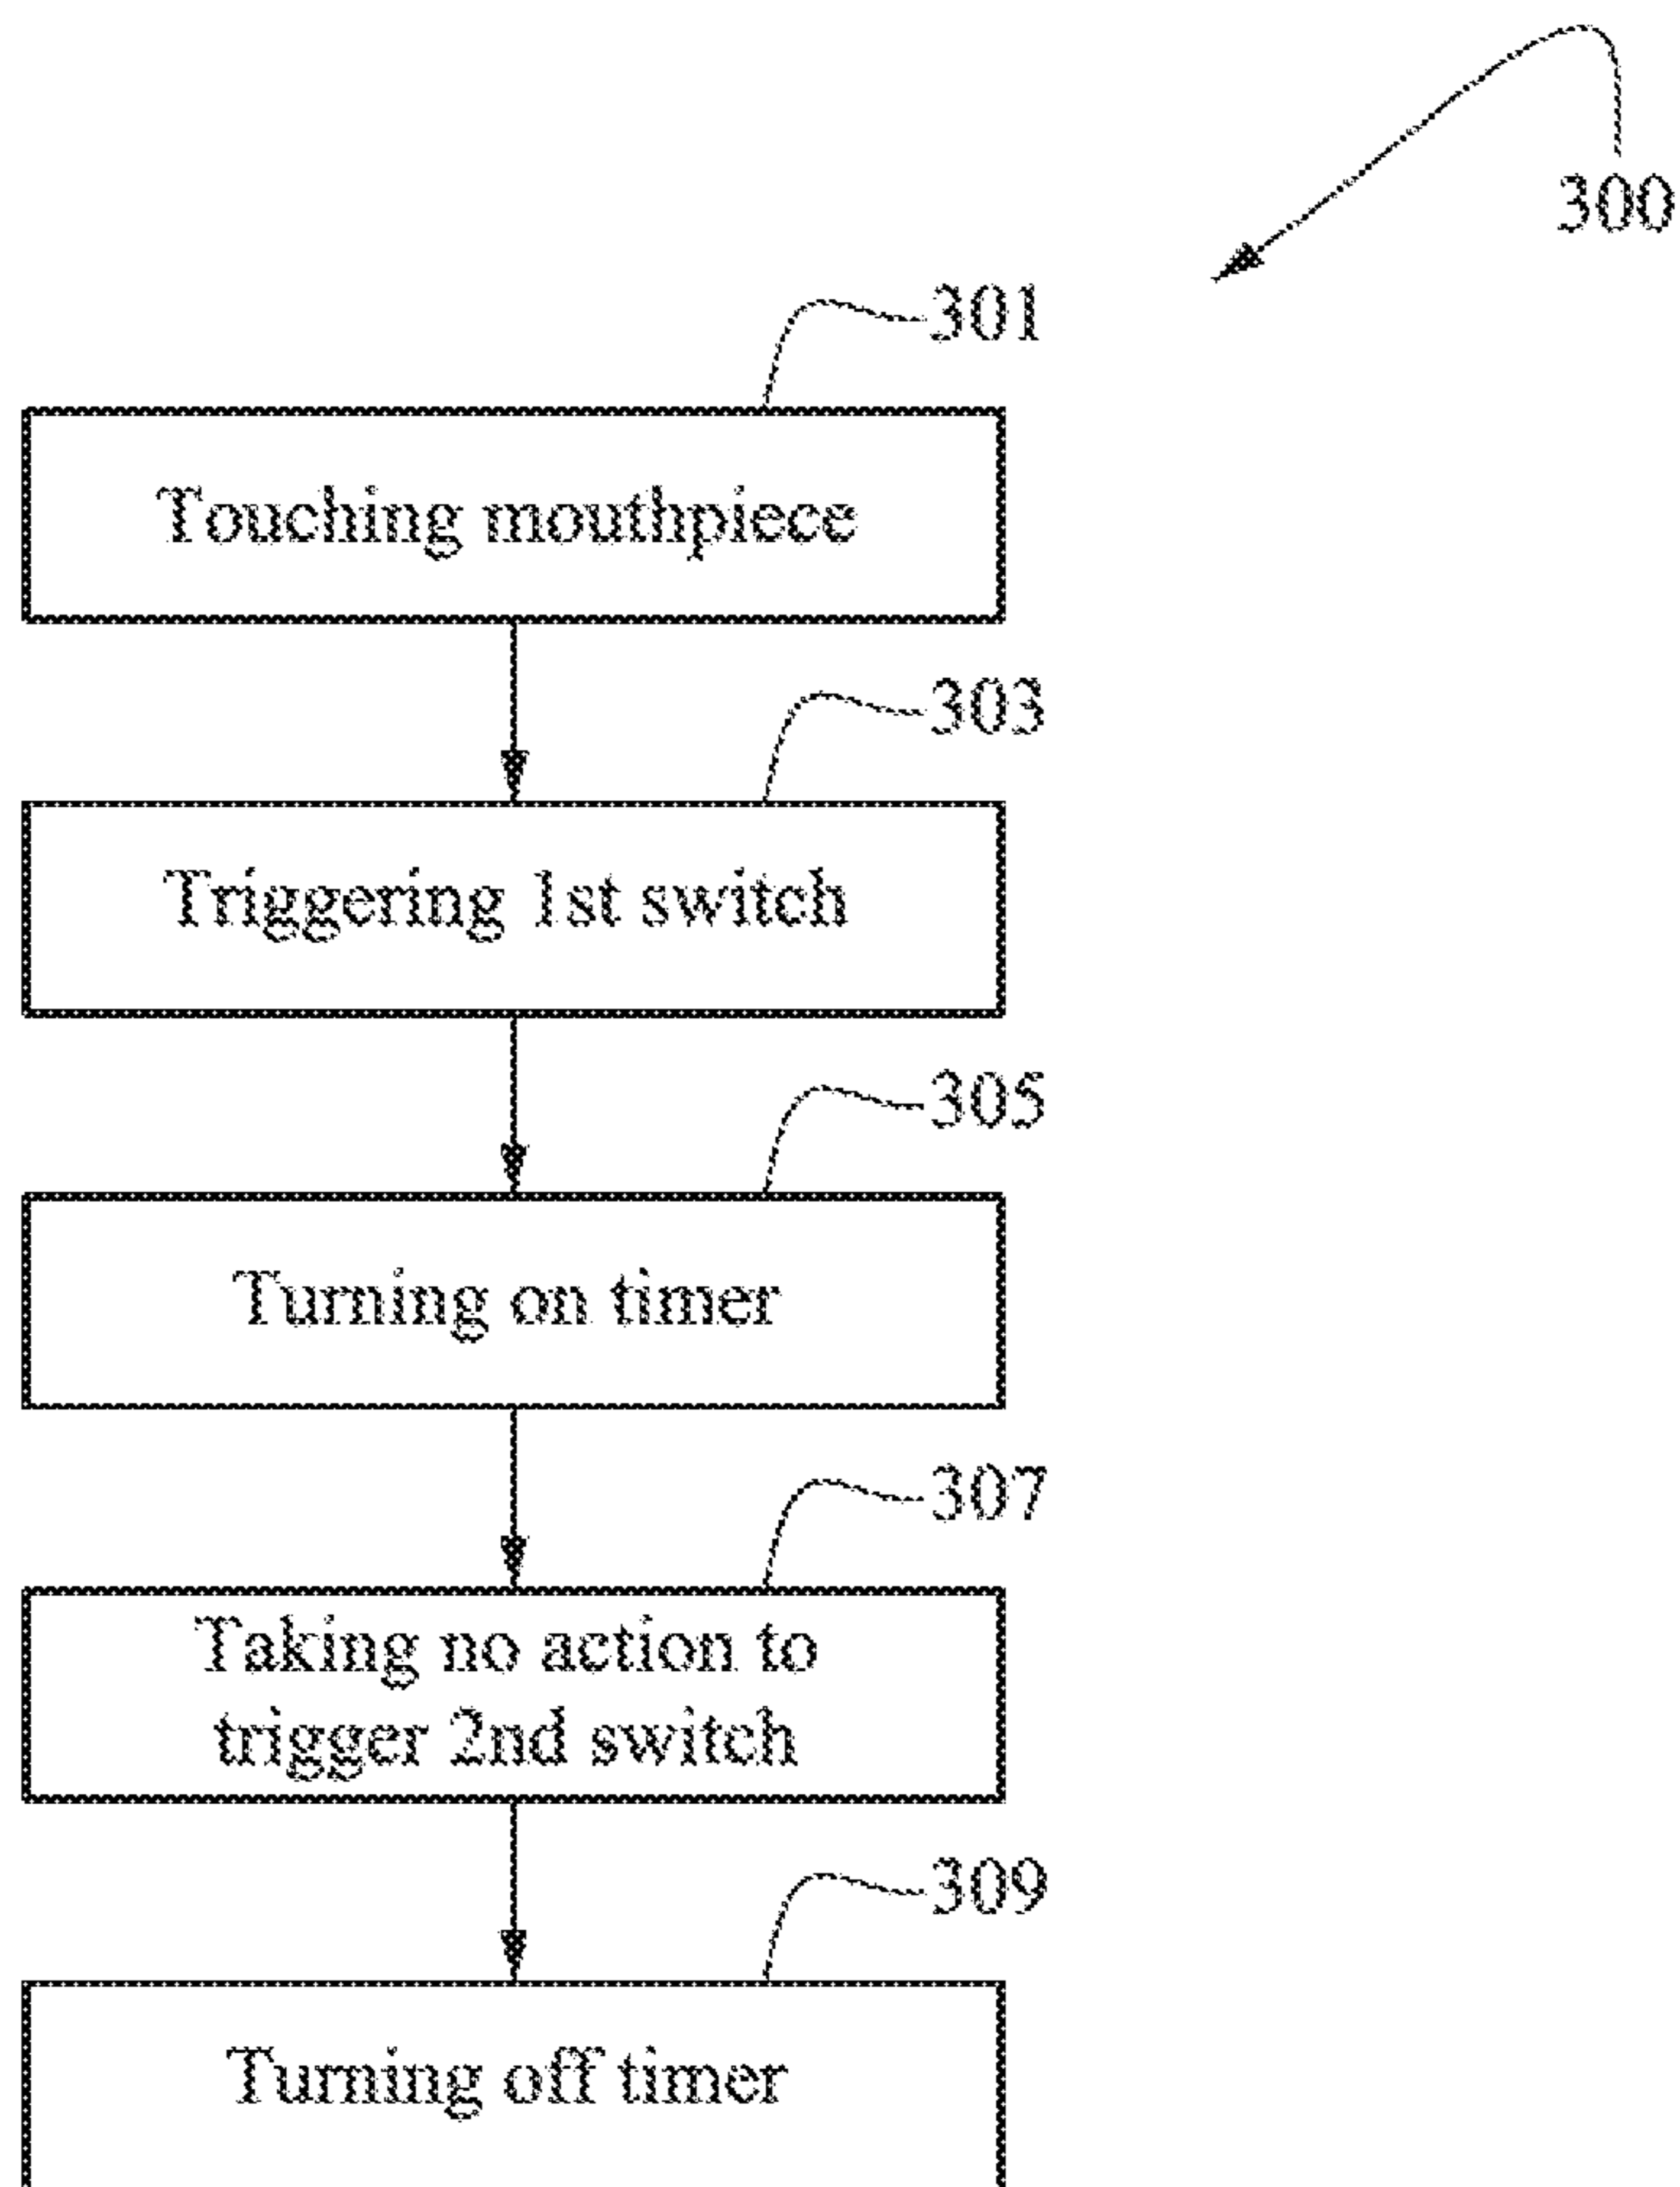 300
301
Touching mouthpiece
303
Triggering 1st switch
305
Turning on timer
307
Taking no action to
trigger 2nd switch
309
Turning off timer